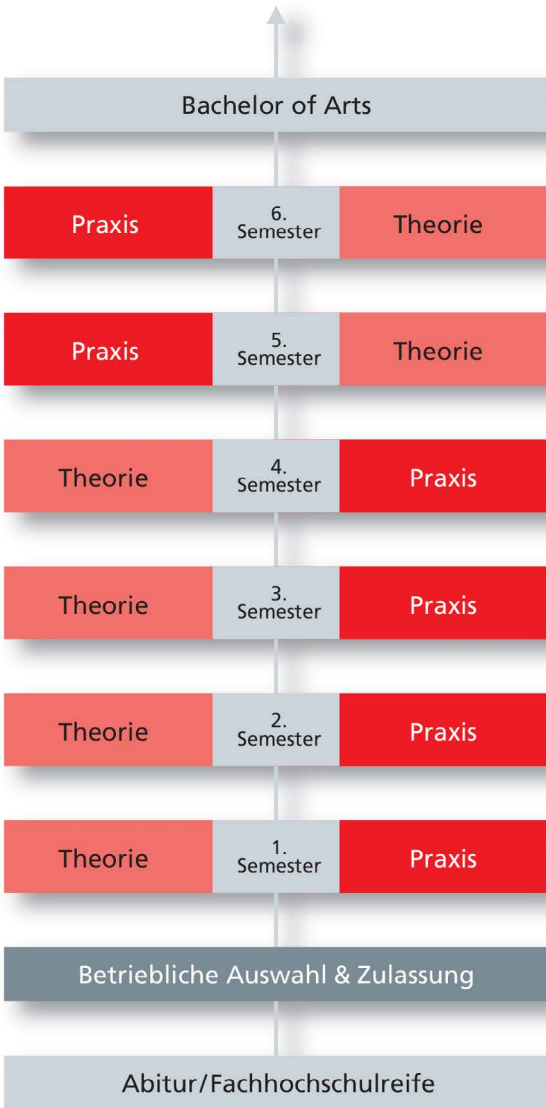 Bachelor of Arts
Praxis
6.
Semester
Theorie
Praxis
5.
Semester
Theorie
Theorie
4.
Semester
Praxis
Theorie
3.
Semester
Praxis
Theorie
2.
Semester
Praxis
Theorie
1.
Semester
Praxis
Betriebliche Auswahl & Zulassung
Abitur/Fachhochschulreife